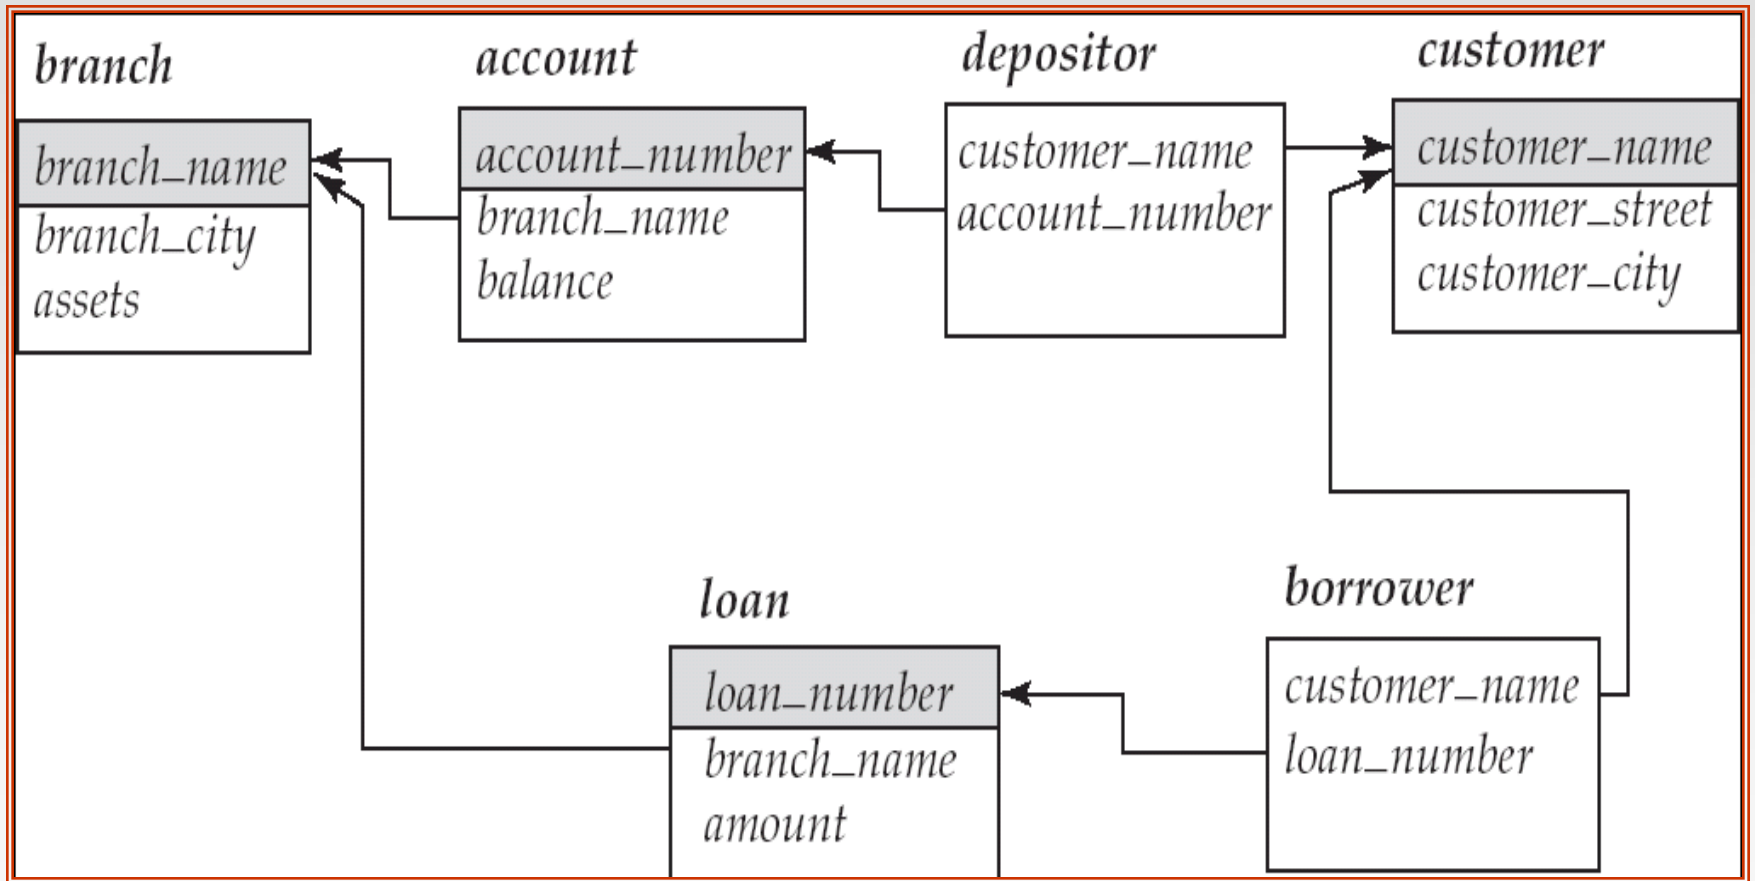 branch
branch_name
branch_city
assets
account
account_number
branch_name
balance
depositor
customer_name
account_number
customer
customer_name
customer_street
customer_city
loan
loan_number
branch_name
amount
borrower
customer_name
loan_number